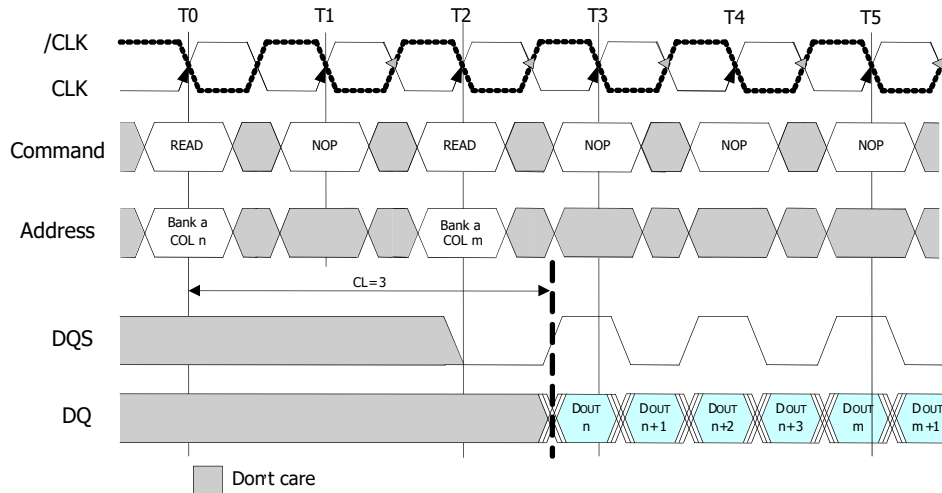 T0 T1 T2 T3 T4 T5
/CLK
CLK
Command READ NOP READ NOP NOP NOP
Address Bank a COL n Bank a COL m
CL=3
DQS
DQ DOUT n DOUT n+1 DOUT n+2 DOUT n+3 DOUT m DOUT m+1
Don't care